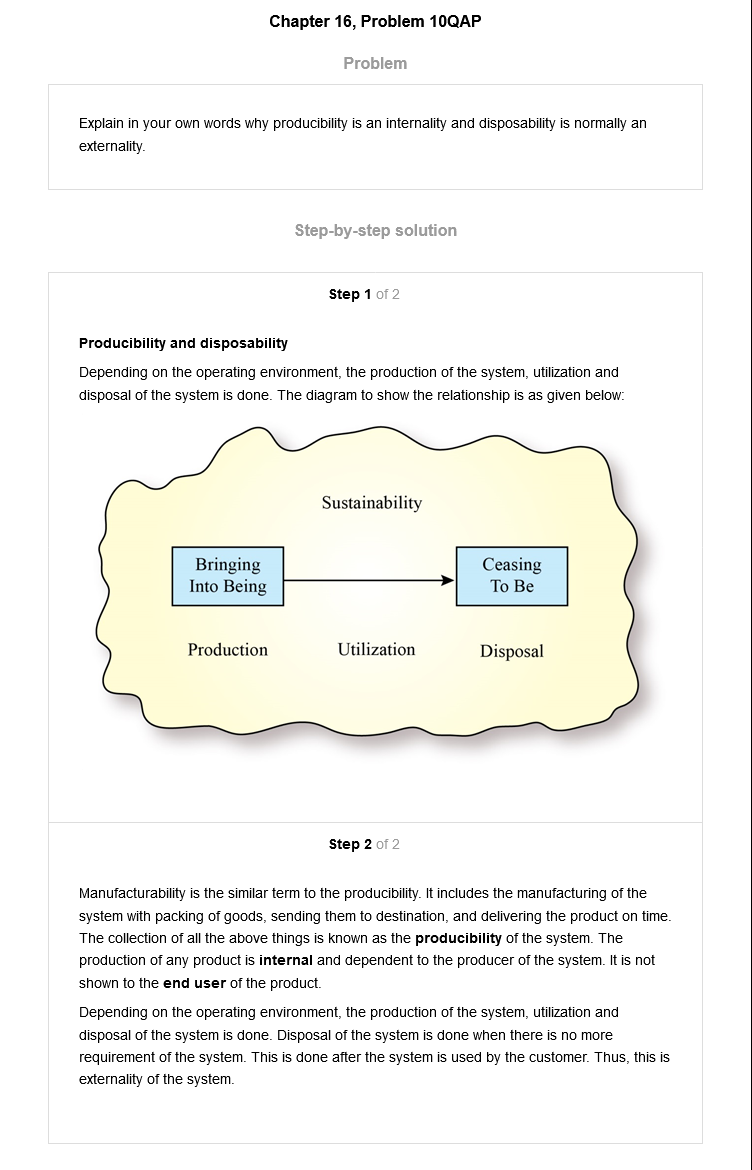 Chapter 16, Problem 10QAP
Problem
Explain in your own words why producibility is an internality and disposability is normally an
externality.
Step-by-step solution
Step 1 of 2
Producibility and disposability
Depending on the operating environment, the production of the system, utilization and
disposal of the system is done. The diagram to show the relationship is as given below:
Sustainability
Bringing
Into Being
Ceasing
To Be
Production
Utilization
Disposal
Step 2 of 2
Manufacturability is the similar term to the producibility. It includes the manufacturing of the
system with packing of goods, sending them to destination, and delivering the product on time.
The collection of all the above things is known as the producibility of the system. The
production of any product is internal and dependent to the producer of the system. It is not
shown to the end user of the product.
Depending on the operating environment, the production of the system, utilization and
disposal of the system is done. Disposal of the system is done when there is no more
requirement of the system. This is done after the system is used by the customer. Thus, this is
externality of the system.